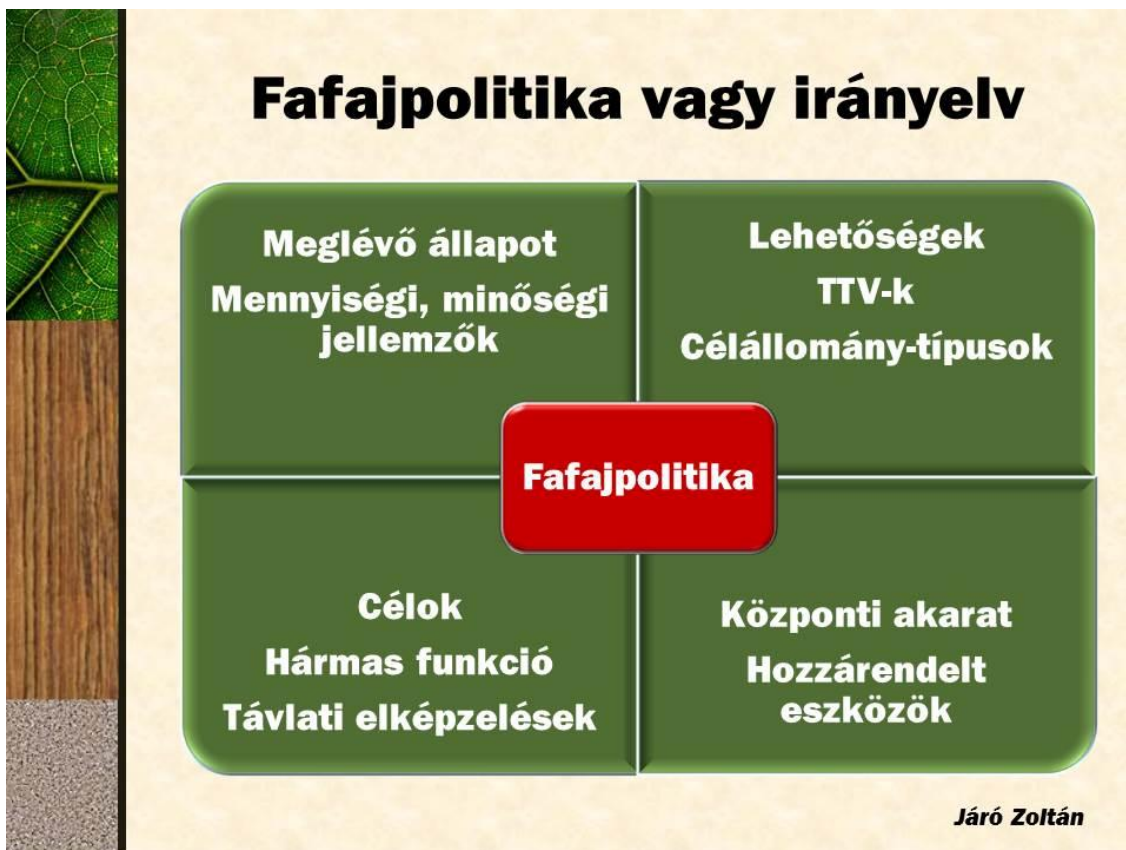 Fafajpolitika vagy irányelv
Meglévő állapot
Mennyiségi, minőségi
jellemzők
Lehetőségek
TTV-k
Célállomány-típusok
Fafajpolitika
Célok
Hármas funkció
Távlati elképzelések
Központi akarat
Hozzárendelt
eszközök
Járó Zoltán